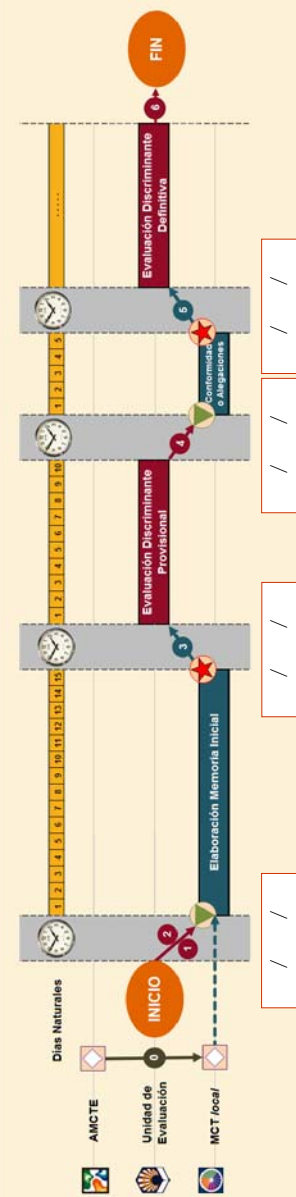 Dias Naturales
1 2 3 4 5 6 7 8 9 10 11 12 13 14 15
1 2 3 4 5 6 7 8 9 10
1 2 3 4 5
.....
AMCTE
Unidad de
Evaluación
MCT local
0
INICIO
1
2
Elaboración Memoria Inicial
3
Evaluación Discriminante
Provisional
4
Conformidad
o Alegaciones
5
Evaluación Discriminante
Definitiva
6
FIN
/ /
/ /
/ /
/ /